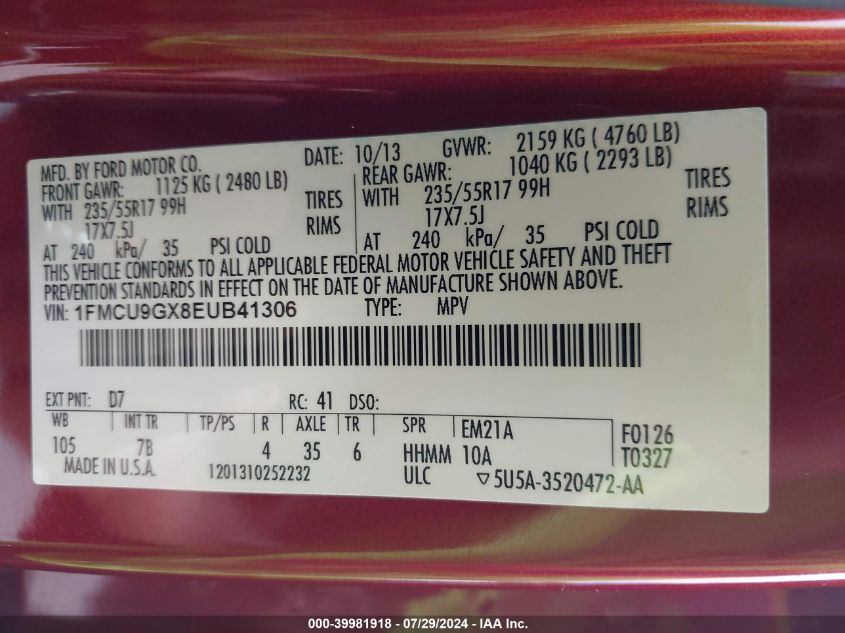 MFD. BY FORD MOTOR CO. DATE: 10/13 GVWR: 2159 KG ( 4760 LB)
FRONT GAWR: 1125 KG ( 2480 LB) REAR GAWR: 1040 KG ( 2293 LB)
WITH 235/55R17 99H TIRES WITH 235/55R17 99H TIRES
17X7.5J RIMS 17X7.5J RIMS
AT 240 kPa/ 35 PSI COLD AT 240 kPa/ 35 PSI COLD
THIS VEHICLE CONFORMS TO ALL APPLICABLE FEDERAL MOTOR VEHICLE SAFETY AND THEFT
PREVENTION STANDARDS IN EFFECT ON THE DATE OF MANUFACTURE SHOWN ABOVE.
VIN: 1FMCU9GX8EUB41306 TYPE: MPV
EXT PNT: D7 RC: 41 DSO:
WB INT TR TP/PS R AXLE TR SPR EM21A F0126
105 7B 4 35 6 HHMM 10A T0327
MADE IN U.S.A. 1201310252232 ULC ▽5U5A-3520472-AA
000-39981918 - 07/29/2024 - IAA Inc.